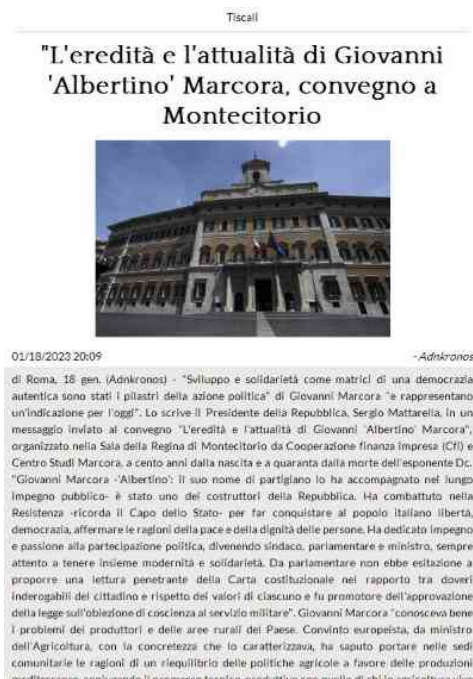 Tiscali
"L'eredità e l'attualità di Giovanni
'Albertino' Marcora, convegno a
Montecitorio
01/18/2023 20:09
- Adnkronos
di Roma, 18 gen. (Adnkronos) - "Sviluppo e solidarietà come matrici di una democrazia
autentica sono stati i pilastri della azione politica" di Giovanni Marcora "e rappresentano
un'indicazione per l'oggi". Lo scrive il Presidente della Repubblica, Sergio Mattarella, in un
messaggio inviato al convegno "L'eredità e l'attualità di Giovanni 'Albertino' Marcora",
organizzato nella Sala della Regina di Montecitorio da Cooperazione finanza impresa (Cfi) e
Centro Studi Marcora, a cento anni dalla nascita e a quaranta dalla morte dell'esponente Dc.
"Giovanni Marcora -'Albertino': il suo nome di partigiano lo ha accompagnato nel lungo
impegno pubblico- è stato uno dei costruttori della Repubblica. Ha combattuto nella
Resistenza -ricorda il Capo dello Stato- per far conquistare al popolo italiano libertà,
democrazia, affermare le ragioni della pace e della dignità delle persone. Ha dedicato impegno
e passione alla partecipazione politica, divenendo sindaco, parlamentare e ministro, sempre
attento a tenere insieme modernità e solidarietà. Da parlamentare non ebbe esitazione a
proporre una lettura penetrante della Carta costituzionale nel rapporto tra doveri
inderogabili del cittadino e rispetto dei valori di ciascuno e fu promotore dell'approvazione
della legge sull'obiezione di coscienza al servizio militare". Giovanni Marcora "conosceva bene
i problemi dei produttori e delle aree rurali del Paese. Convinto europeista, da ministro
dell'Agricoltura, con la concretezza che lo caratterizzava, ha saputo portare nelle sedi
comunitarie le ragioni di un riequilibrio delle politiche agricole a favore delle produzioni